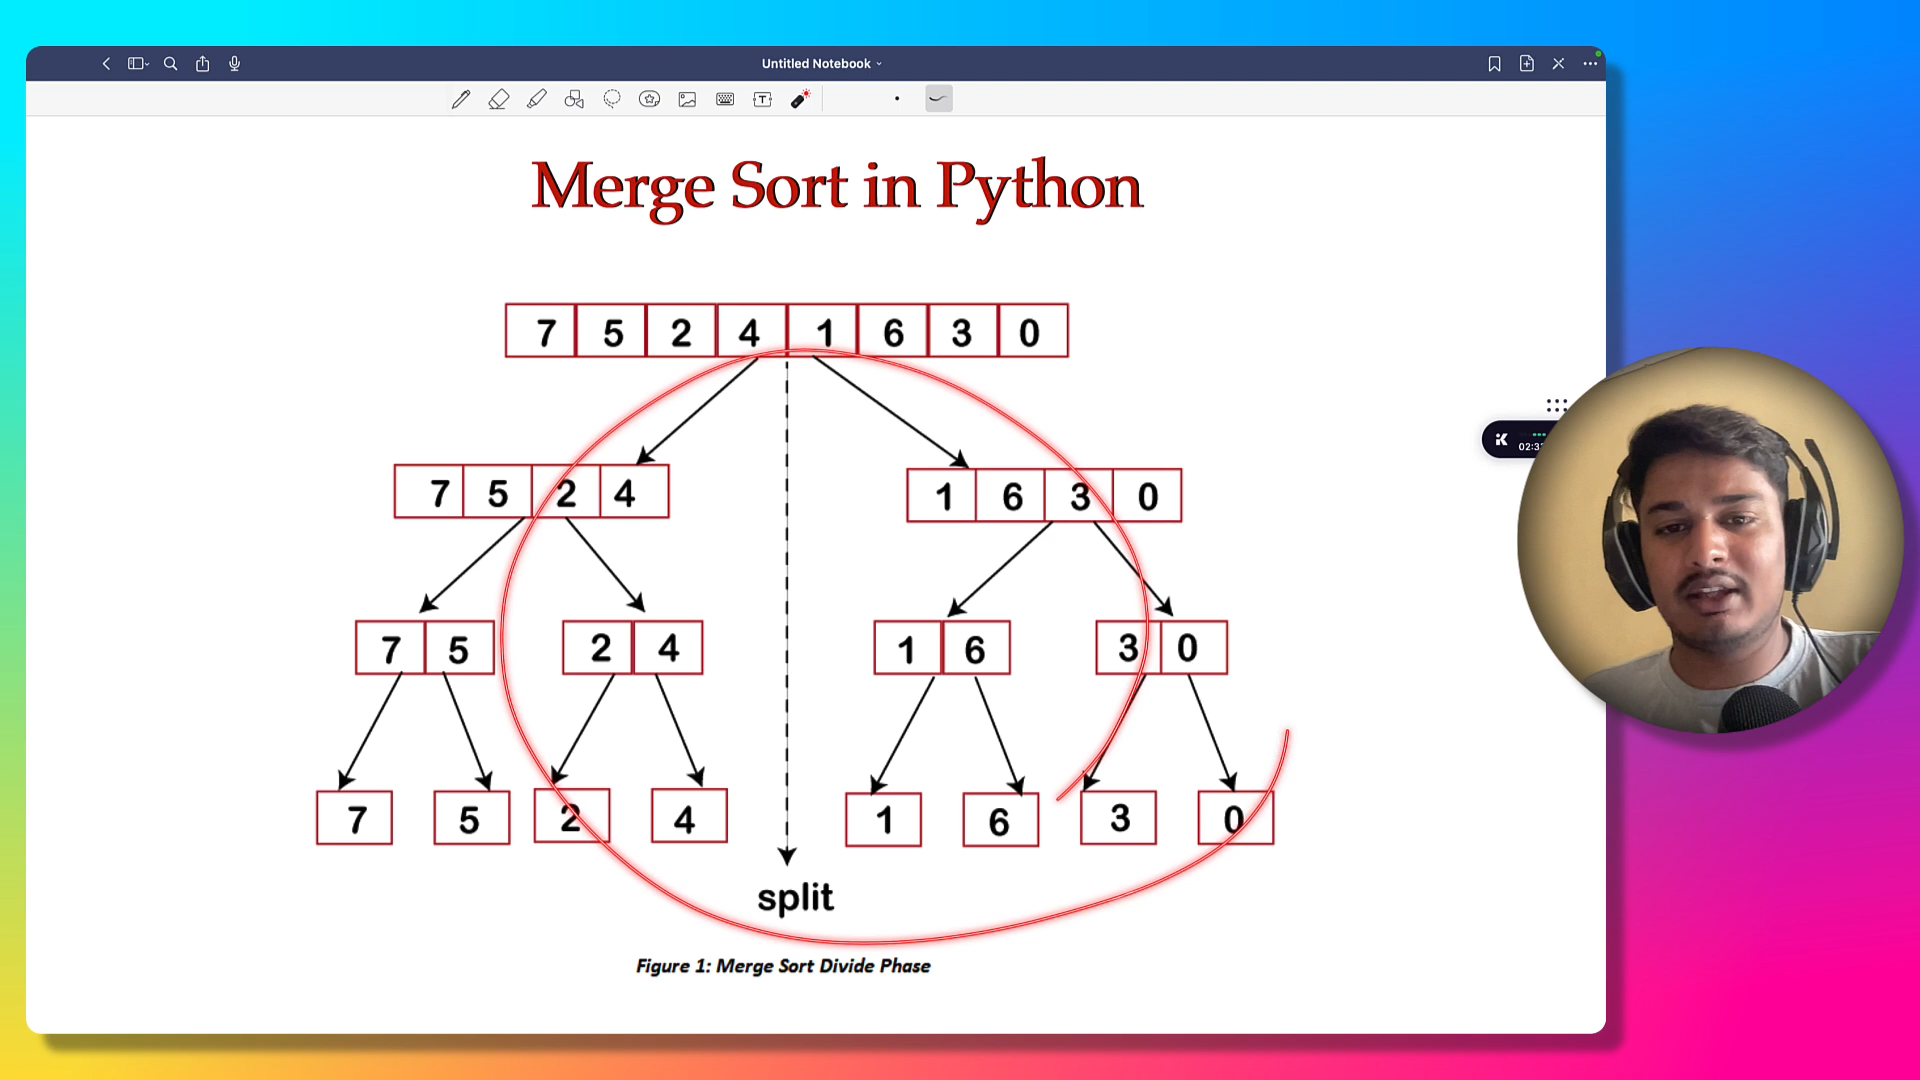 Untitled Notebook
Merge Sort in Python
7 5 2 4 1 6 3 0
7 5 2 4
1 6 3 0
7 5
2 4
1 6
3 0
7
5
2
4
1
6
3
0
split
Figure 1: Merge Sort Divide Phase